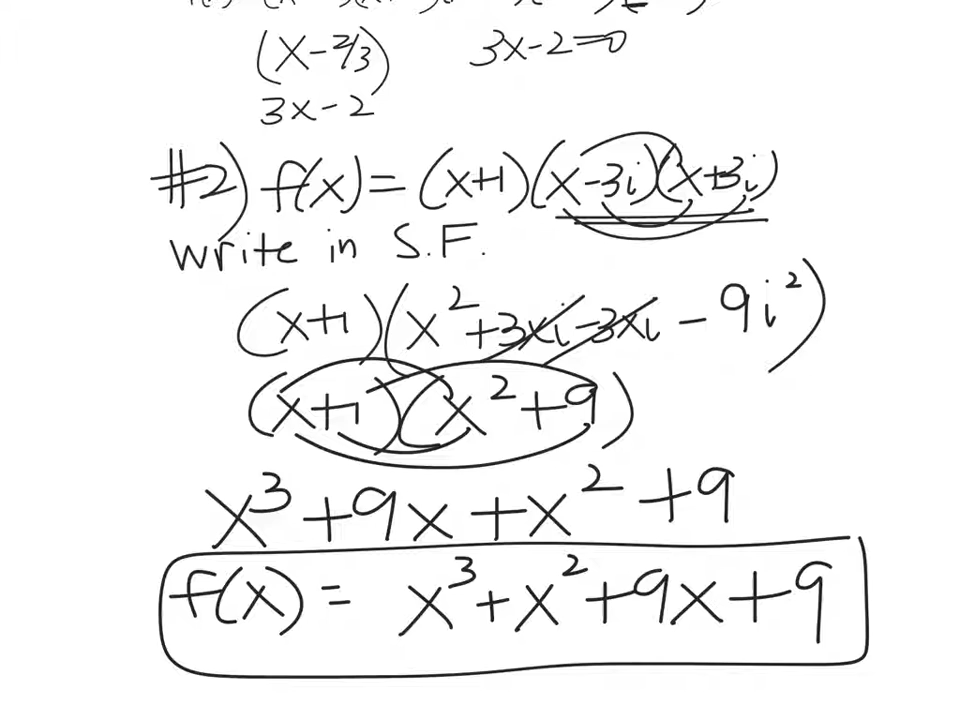 (x-2/3) 3x-2=0
3x-2
#2) f(x) = (x+1)(x-3i)(x+3i)
write in S.F.
(x+1)(x²+3xi-3xi-9i²)
(x+1)(x²+9)
x³+9x+x²+9
f(x) = x³+x²+9x+9